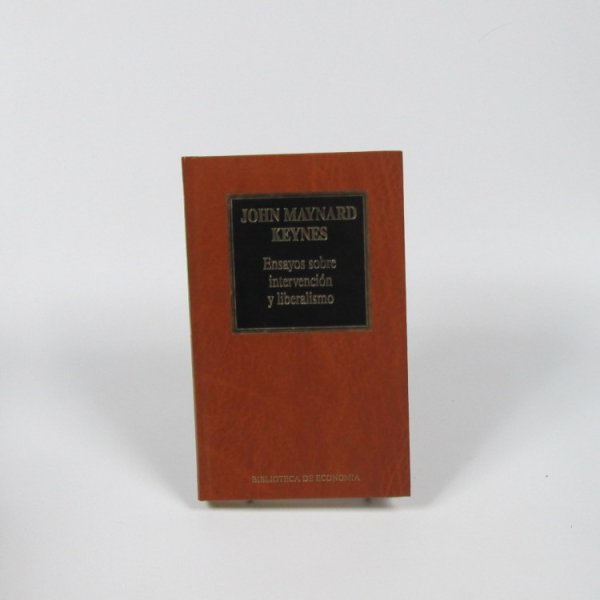 JOHN MAYNARD
KEYNES
Ensayos sobre
intervención
y liberalismo
BIBLIOTECA DE ECONOMIA